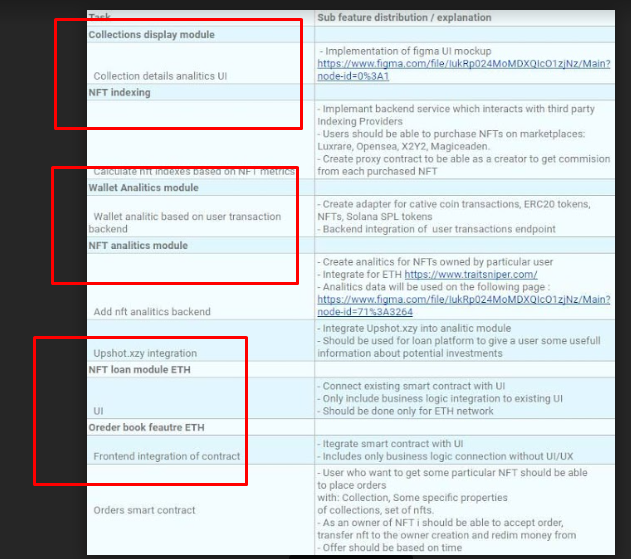 Task
Sub feature distribution / explanation
Collections display module
Collection details analitics UI
- Implementation of figma UI mockup
https://www.figma.com/file/IukRp024MoMDXQIcO1zjNz/Main?
node-id=0%3A1
NFT indexing
Calculate nft indexes based on NFT metrics
- Implemant backend service which interacts with third party
Indexing Providers
- Users should be able to purchase NFTs on marketplaces:
Luxrare, Opensea, X2Y2, Magiceaden.
- Create proxy contract to be able as a creator to get commision
from each purchased NFT
Wallet Analitics module
Wallet analitic based on user transaction
backend
- Create adapter for cative coin transactions, ERC20 tokens,
NFTs, Solana SPL tokens
- Backend integration of user transactions endpoint
NFT analitics module
Add nft analitics backend
- Create analitics for NFTs owned by particular user
- Integrate for ETH https://www.traitsniper.com/
- Analitics data will be used on the following page :
https://www.figma.com/file/IukRp024MoMDXQIcO1zjNz/Main?
node-id=71%3A3264
Upshot.xzy integration
- Integrate Upshot.xzy into analitic module
- Should be used for loan platform to give a user some usefull
information about potential investments
NFT loan module ETH
UI
- Connect existing smart contract with UI
- Only include business logic integration to existing UI
- Should be done only for ETH network
Oreder book feautre ETH
Frontend integration of contract
- Itegrate smart contract with UI
- Includes only business logic connection without UI/UX
Orders smart contract
- User who want to get some particular NFT should be able
to place orders
with: Collection, Some specific properties
of collections, set of nfts.
- As an owner of NFT i should be able to accept order,
transfer nft to the owner creation and redim money from
- Offer should be based on time